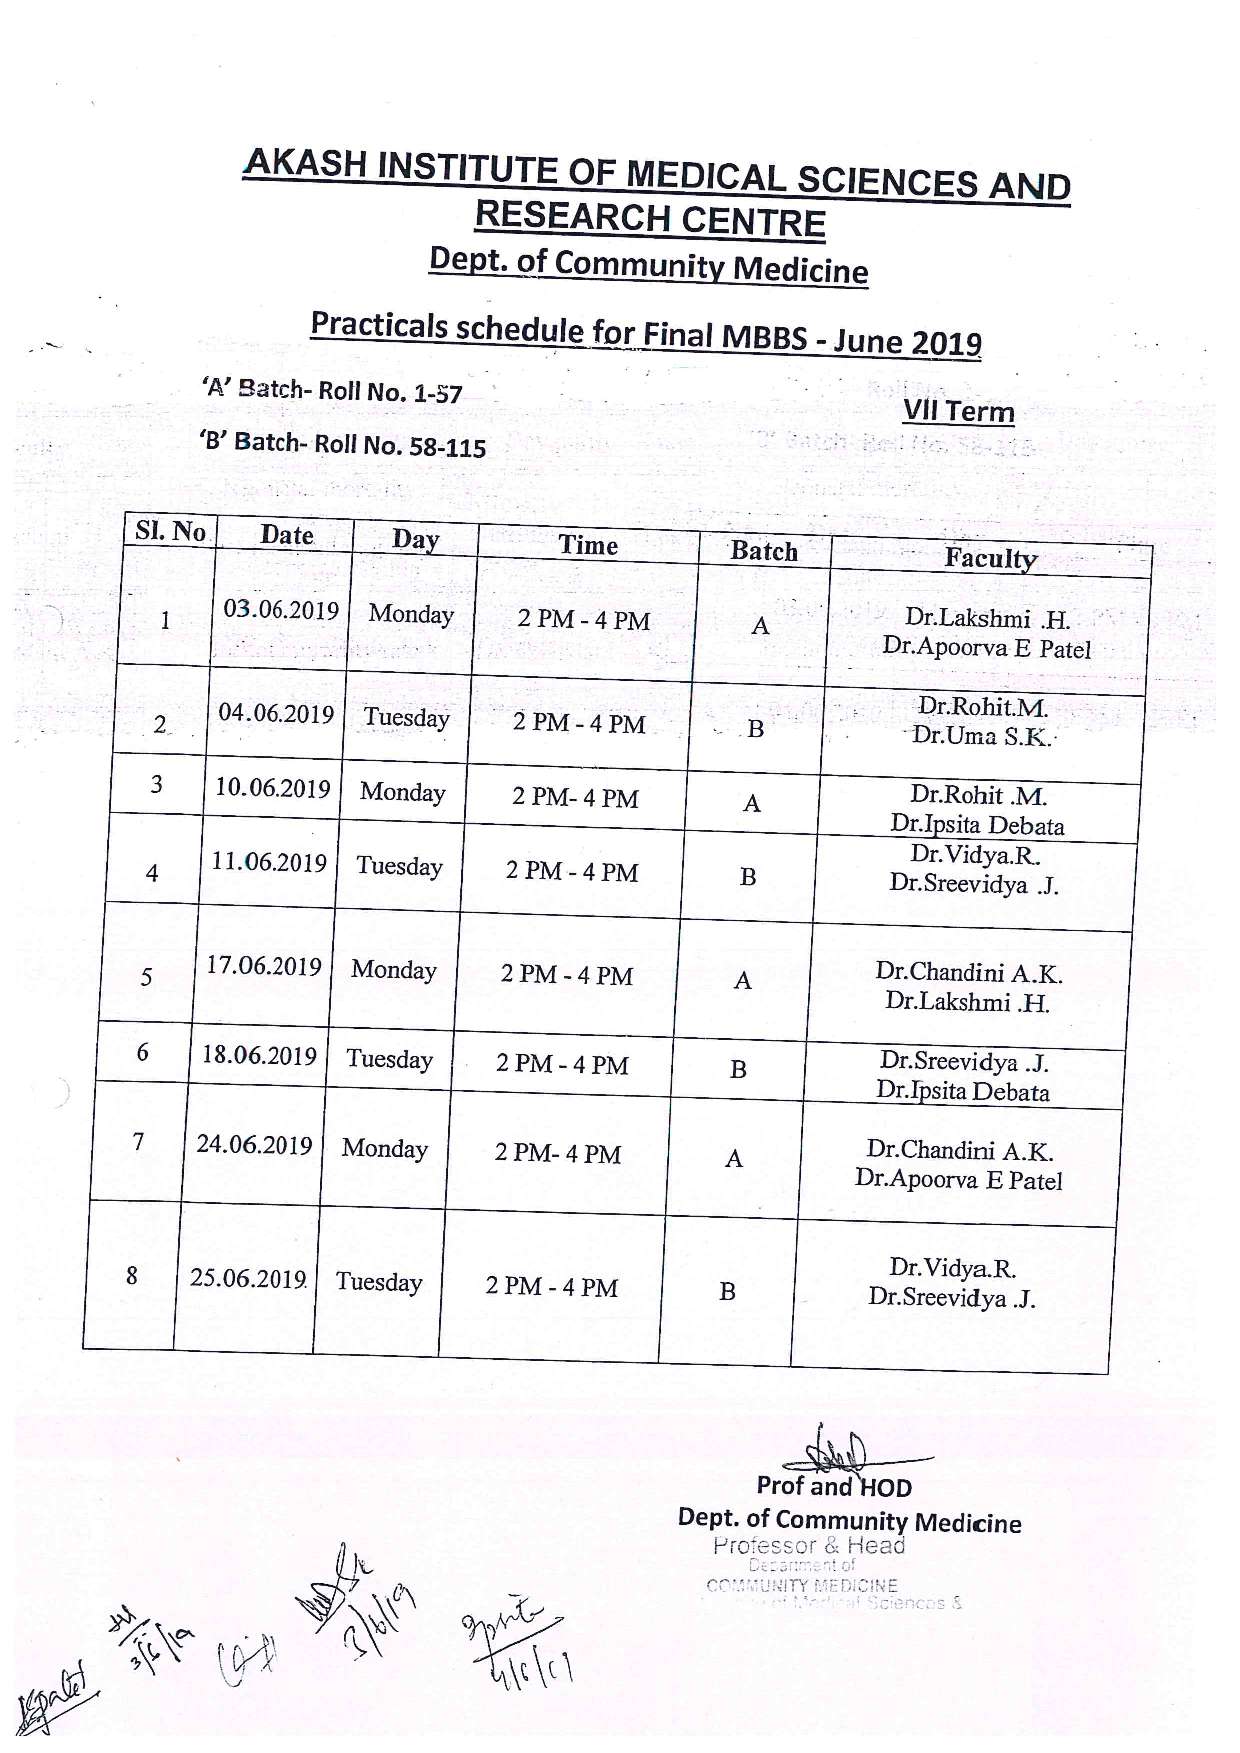 AKASH INSTITUTE OF MEDICAL SCIENCES AND
RESEARCH CENTRE
Dept. of Community Medicine
Practicals schedule for Final MBBS - June 2019
'A' Batch- Roll No. 1-57
VII Term
'B' Batch- Roll No. 58-115
Sl. No Date Day Time Batch Faculty
1 03.06.2019 Monday 2 PM - 4 PM A Dr.Lakshmi .H.
Dr.Apoorva E Patel
2 04.06.2019 Tuesday 2 PM - 4 PM B Dr.Rohit.M.
Dr.Uma S.K.
3 10.06.2019 Monday 2 PM- 4 PM A Dr.Rohit .M.
Dr.Ipsita Debata
4 11.06.2019 Tuesday 2 PM - 4 PM B Dr.Vidya.R.
Dr.Sreevidya .J.
5 17.06.2019 Monday 2 PM - 4 PM A Dr.Chandini A.K.
Dr.Lakshmi .H.
6 18.06.2019 Tuesday 2 PM - 4 PM B Dr.Sreevidya .J.
Dr.Ipsita Debata
7 24.06.2019 Monday 2 PM- 4 PM A Dr.Chandini A.K.
Dr.Apoorva E Patel
8 25.06.2019 Tuesday 2 PM - 4 PM B Dr.Vidya.R.
Dr.Sreevidya .J.
Prof and HOD
Dept. of Community Medicine
Professor & Head
Department of
COMMUNITY MEDICINE
of Medical Sciences &
3/6/19
3/6/19